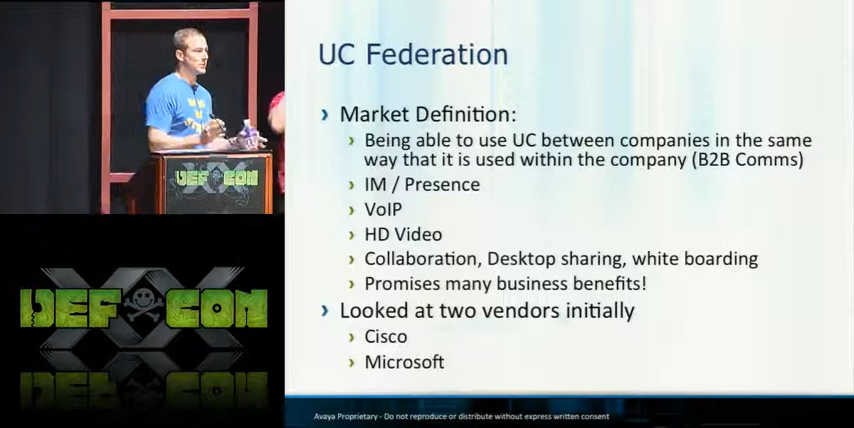 UC Federation
› Market Definition:
› Being able to use UC between companies in the same
way that it is used within the company (B2B Comms)
› IM / Presence
› VoIP
› HD Video
› Collaboration, Desktop sharing, white boarding
› Promises many business benefits!
› Looked at two vendors initially
› Cisco
› Microsoft
Avaya Proprietary - Do not reproduce or distribute without express written consent
DEF CON
XX
DEF CON